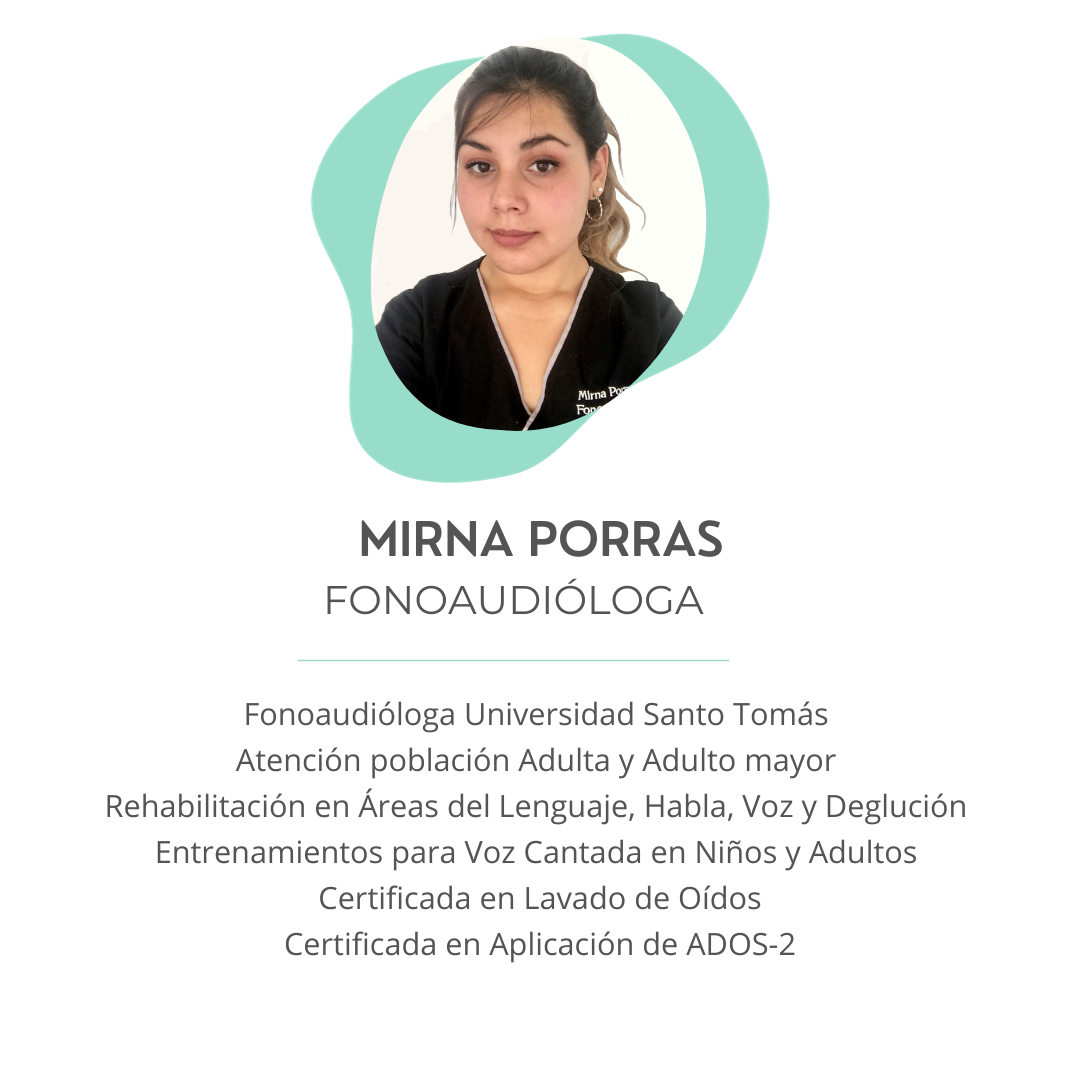 Mirna
MIRNA PORRAS
FONOAUDIÓLOGA
Fonoaudióloga Universidad Santo Tomás
Atención población Adulta y Adulto mayor
Rehabilitación en Áreas del Lenguaje, Habla, Voz y Deglución
Entrenamientos para Voz Cantada en Niños y Adultos
Certificada en Lavado de Oídos
Certificada en Aplicación de ADOS-2